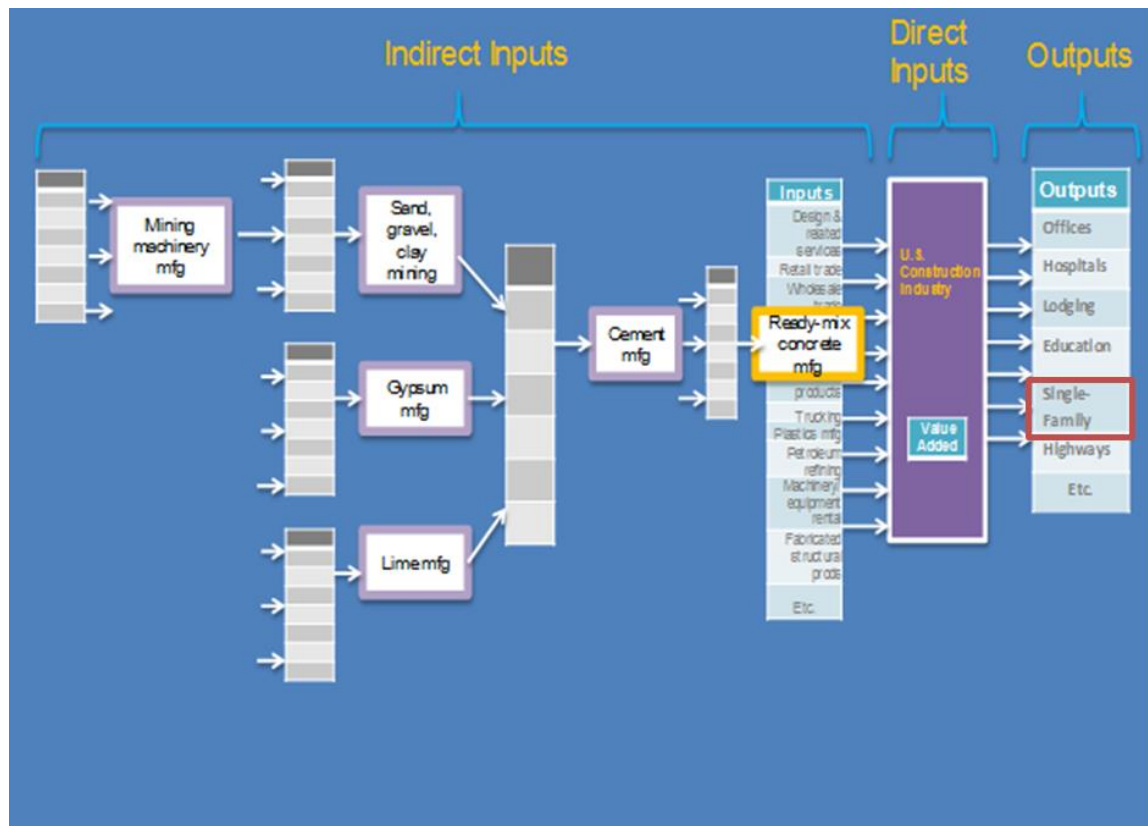 Indirect Inputs
Direct
Inputs
Outputs
Mining
machinery
mfg
Sand,
gravel,
clay
mining
Gypsum
mfg
Lime mfg
Cement
mfg
Inputs
Design &
related
services
Retail trade
Wholesale
trade
Ready-mix
concrete
mfg
products
Trucking
Plastics mfg
Petroleum
refining
Machinery/
equipment
rental
Fabricated
structural
prods
Etc.
U.S.
Construction
Industry
Value
Added
Outputs
Offices
Hospitals
Lodging
Education
Single-
Family
Highways
Etc.